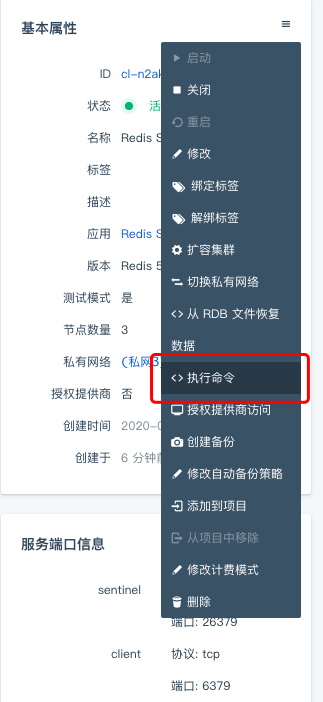 基本属性
启动
ID cl-n2ak
关闭
状态 活
重启
名称 Redis S
修改
标签
绑定标签
描述
解绑标签
应用 Redis S
扩容集群
版本 Redis 5
切换私有网络
测试模式 是
从 RDB 文件恢复
节点数量 3
数据
私有网络 (私网3
执行命令
授权提供商 否
授权提供商访问
创建时间 2020-0
创建备份
创建于 6 分钟前
修改自动备份策略
添加到项目
服务端口信息
从项目中移除
修改计费模式
sentinel
删除
端口: 26379
client 协议: tcp
端口: 6379